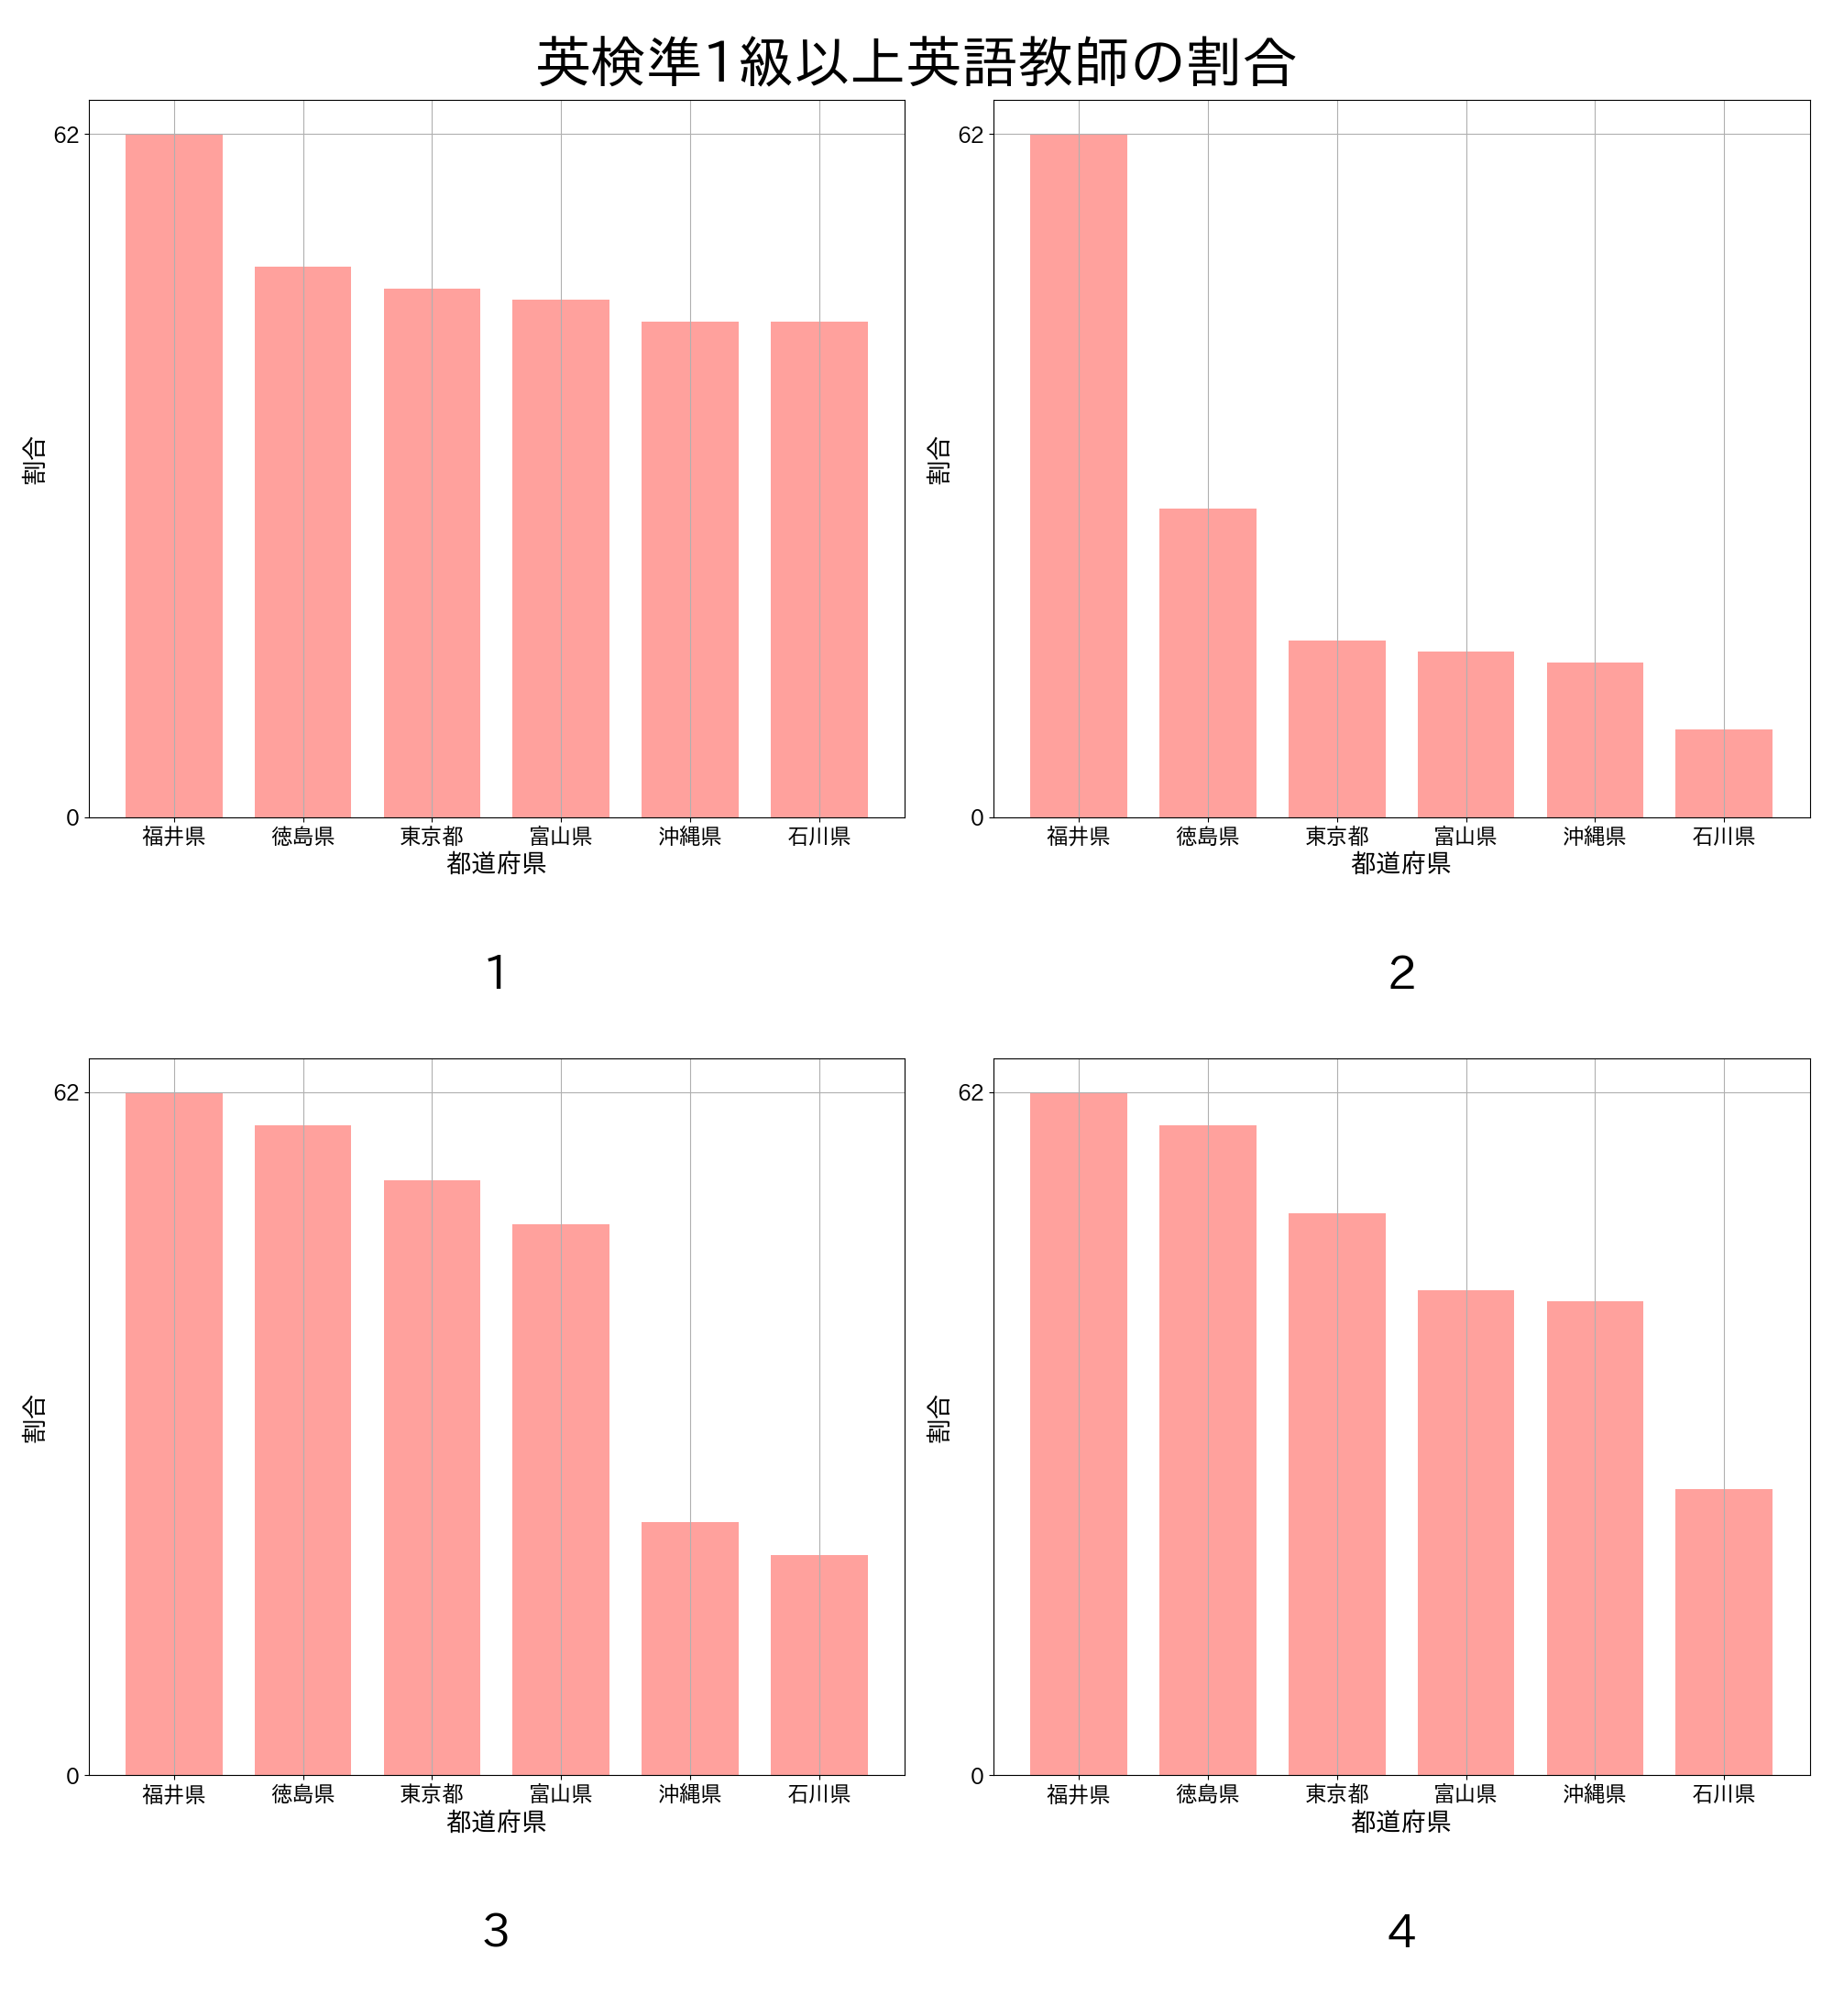 英検準1級以上英語教師の割合
62
0
割合
福井県 徳島県 東京都 富山県 沖縄県 石川県
都道府県
1
62
0
割合
福井県 徳島県 東京都 富山県 沖縄県 石川県
都道府県
2
62
0
割合
福井県 徳島県 東京都 富山県 沖縄県 石川県
都道府県
3
62
0
割合
福井県 徳島県 東京都 富山県 沖縄県 石川県
都道府県
4